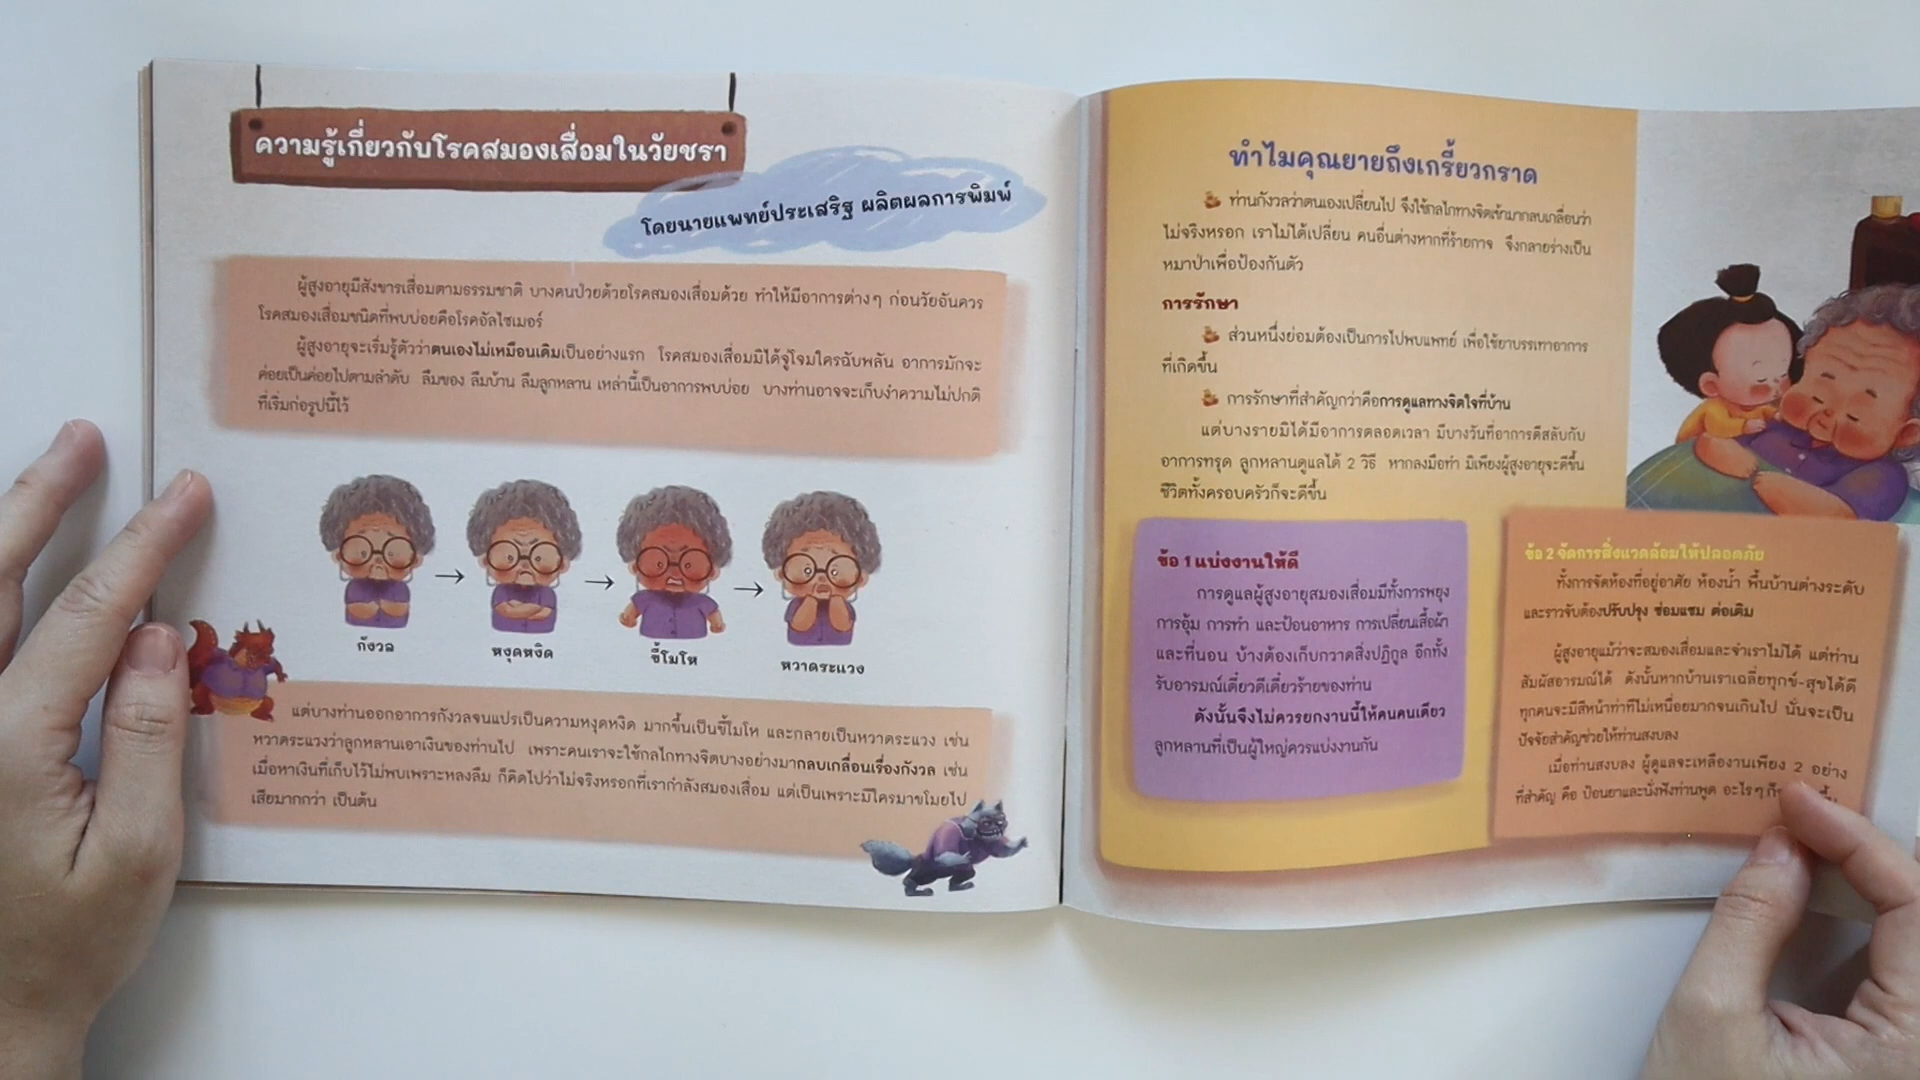 ความรู้เกี่ยวกับโรคสมองเสื่อมในวัยชรา
โดยนายแพทย์ประเสริฐ ผลิตผลการพิมพ์
ผู้สูงอายุมีสังขารเสื่อมตามธรรมชาติ บางคนป่วยด้วยโรคสมองเสื่อมด้วย ทำให้มีอาการต่างๆ ก่อนวัยอันควร
โรคสมองเสื่อมชนิดที่พบบ่อยคือโรคอัลไซเมอร์
ผู้สูงอายุจะเริ่มรู้ตัวว่าตนเองไม่เหมือนเดิมเป็นอย่างแรก โรคสมองเสื่อมมิได้จู่โจมใครฉับพลัน อาการมักจะ
ค่อยเป็นค่อยไปตามลำดับ ลืมของ ลืมบ้าน ลืมลูกหลาน เหล่านี้เป็นอาการพบบ่อย บางท่านอาจจะเก็บงำความไม่ปกติ
ที่เริ่มก่อรูปนี้ไว้
กังวล
หงุดหงิด
ขี้โมโห
หวาดระแวง
แต่บางท่านออกอาการกังวลจนแปรเป็นความหงุดหงิด มากขึ้นเป็นขี้โมโห และกลายเป็นหวาดระแวง เช่น
หวาดระแวงว่าลูกหลานเอาเงินของท่านไป เพราะคนเราจะใช้กลไกทางจิตบางอย่างมากลบเกลื่อนเรื่องกังวล เช่น
เมื่อหาเงินที่เก็บไว้ไม่พบเพราะหลงลืม ก็คิดไปว่าไม่จริงหรอกที่เรากำลังสมองเสื่อม แต่เป็นเพราะมีใครมาขโมยไป
เสียมากกว่า เป็นต้น
ทำไมคุณยายถึงเกรี้ยวกราด
ท่านกังวลว่าตนเองเปลี่ยนไป จึงใช้กลไกทางจิตเข้ามากลบเกลื่อนว่า
ไม่จริงหรอก เราไม่ได้เปลี่ยน คนอื่นต่างหากที่ร้ายกาจ จึงกลายร่างเป็น
หมาป่าเพื่อป้องกันตัว
การรักษา
ส่วนหนึ่งย่อมต้องเป็นการไปพบแพทย์ เพื่อใช้ยาบรรเทาอาการ
ที่เกิดขึ้น
การรักษาที่สำคัญกว่าคือการดูแลทางจิตใจที่บ้าน
แต่บางรายมิได้มีอาการตลอดเวลา มีบางวันที่อาการดีสลับกับ
อาการทรุด ลูกหลานดูแลได้ 2 วิธี หากลงมือทำ มิเพียงผู้สูงอายุจะดีขึ้น
ชีวิตทั้งครอบครัวก็จะดีขึ้น
ข้อ 1 แบ่งงานให้ดี
การดูแลผู้สูงอายุสมองเสื่อมมีทั้งการพยุง
การอุ้ม การทำ และป้อนอาหาร การเปลี่ยนเสื้อผ้า
และที่นอน บ้างต้องเก็บกวาดสิ่งปฏิกูล อีกทั้ง
รับอารมณ์เดี๋ยวดีเดี๋ยวร้ายของท่าน
ดังนั้นจึงไม่ควรยกงานนี้ให้คนคนเดียว
ลูกหลานที่เป็นผู้ใหญ่ควรแบ่งงานกัน
ข้อ 2 จัดการสิ่งแวดล้อมให้ปลอดภัย
ทั้งการจัดห้องที่อยู่อาศัย ห้องน้ำ พื้นบ้านต่างระดับ
และราวจับต้องปรับปรุง ซ่อมแซม ต่อเติม
ผู้สูงอายุแม้ว่าจะสมองเสื่อมและจำเราไม่ได้ แต่ท่าน
สัมผัสอารมณ์ได้ ดังนั้นหากบ้านเราเฉลี่ยทุกข์-สุขได้ดี
ทุกคนจะมีสีหน้าท่าทีไม่เหนื่อยมากจนเกินไป นั่นจะเป็น
ปัจจัยสำคัญช่วยให้ท่านสงบลง
เมื่อท่านสงบลง ผู้ดูแลจะเหลืองานเพียง 2 อย่าง
ที่สำคัญ คือ ป้อนยาและนั่งฟังท่านพูด อะไรๆ